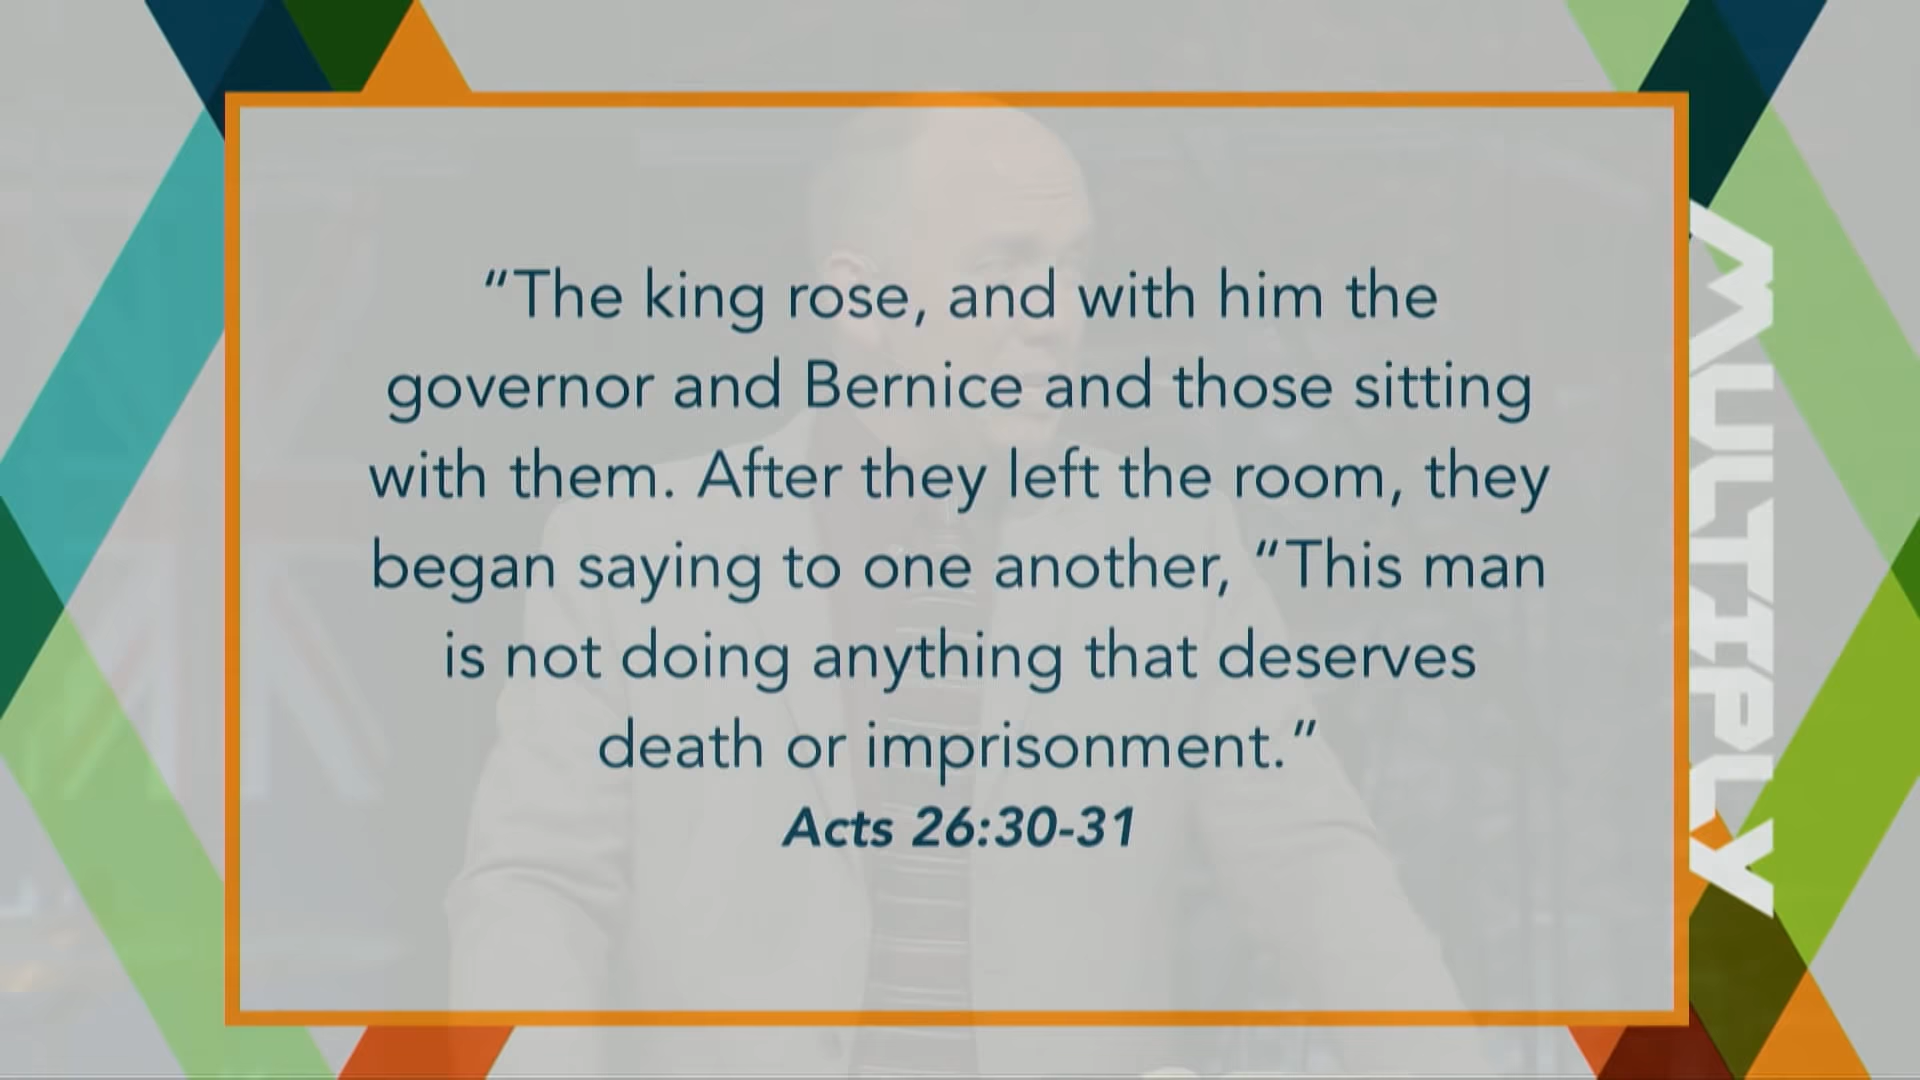 “The king rose, and with him the
governor and Bernice and those sitting
with them. After they left the room, they
began saying to one another, “This man
is not doing anything that deserves
death or imprisonment.”
Acts 26:30-31
MULTIPLY